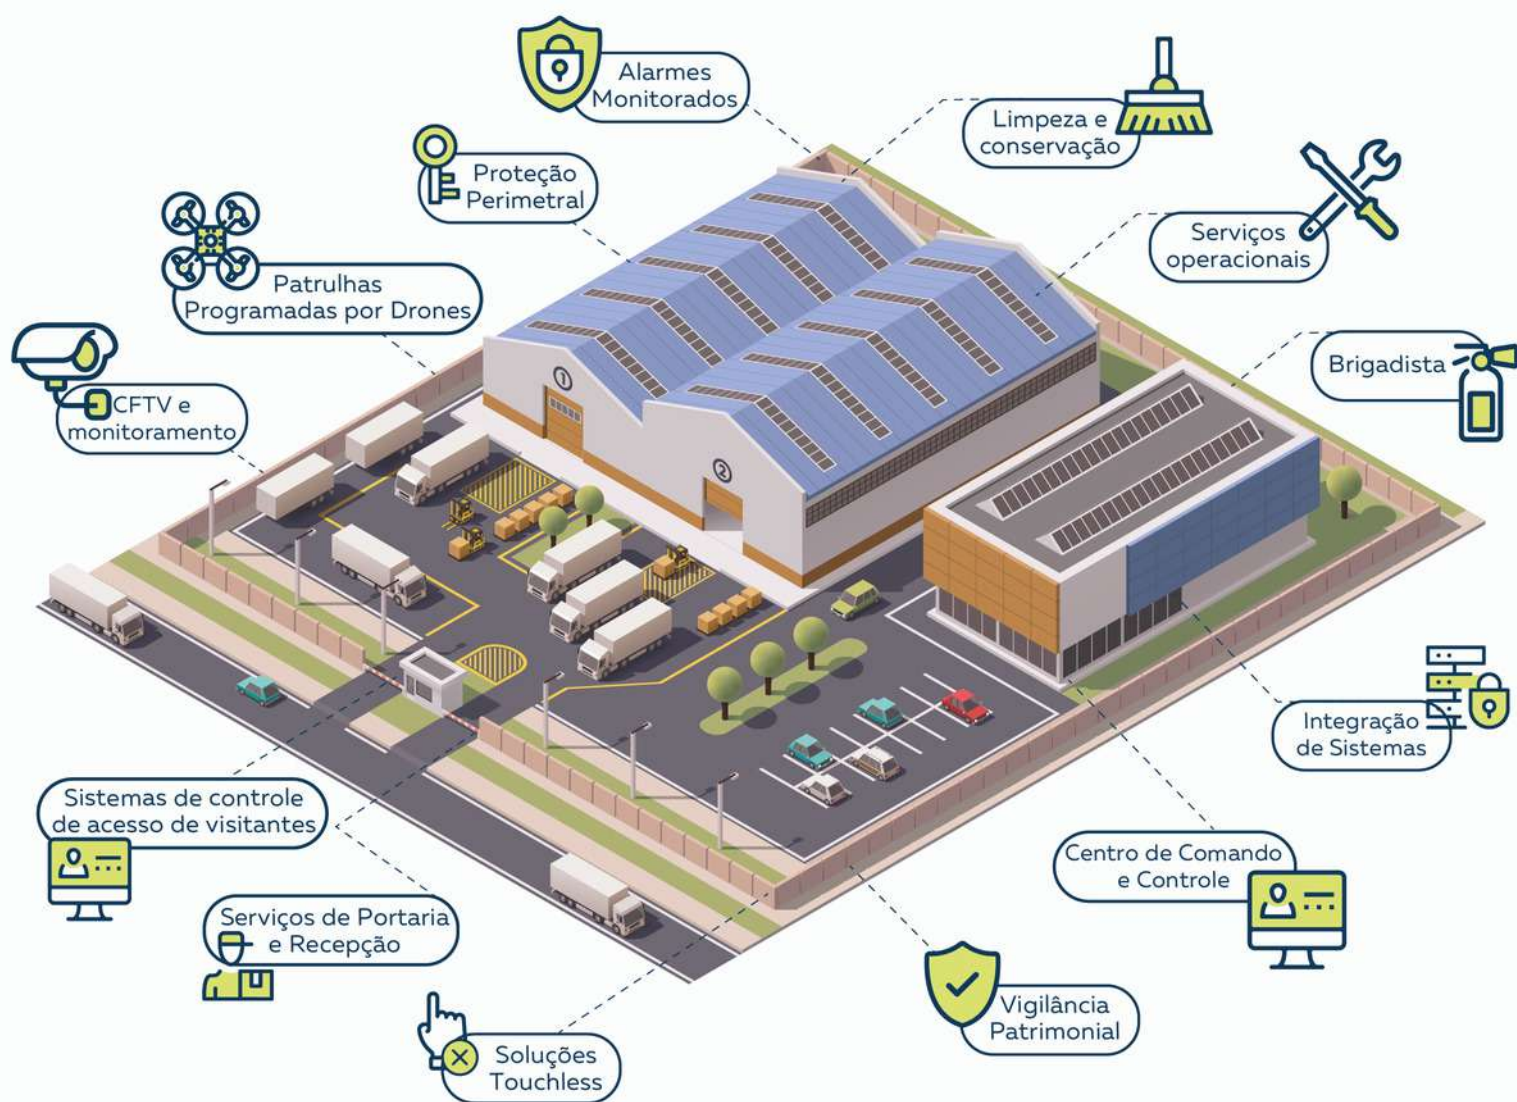 Alarmes
Monitorados
Limpeza e
conservação
Proteção
Perimetral
Serviços
operacionais
Patrulhas
Programadas por Drones
Brigadista
CFTV e
monitoramento
1
2
Integração
de Sistemas
Sistemas de controle
de acesso de visitantes
Centro de Comando
e Controle
Serviços de Portaria
e Recepção
Vigilância
Patrimonial
Soluções
Touchless